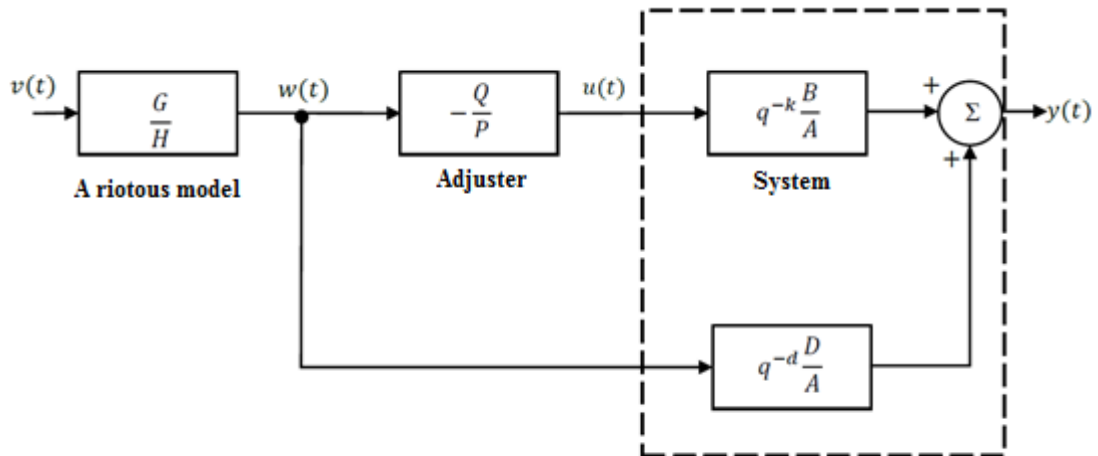 v(t)
G
H
A riotous model
w(t)
-Q
P
Adjuster
u(t)
q^{-k} B
A
System
+
+
Σ
y(t)
q^{-d} D
A